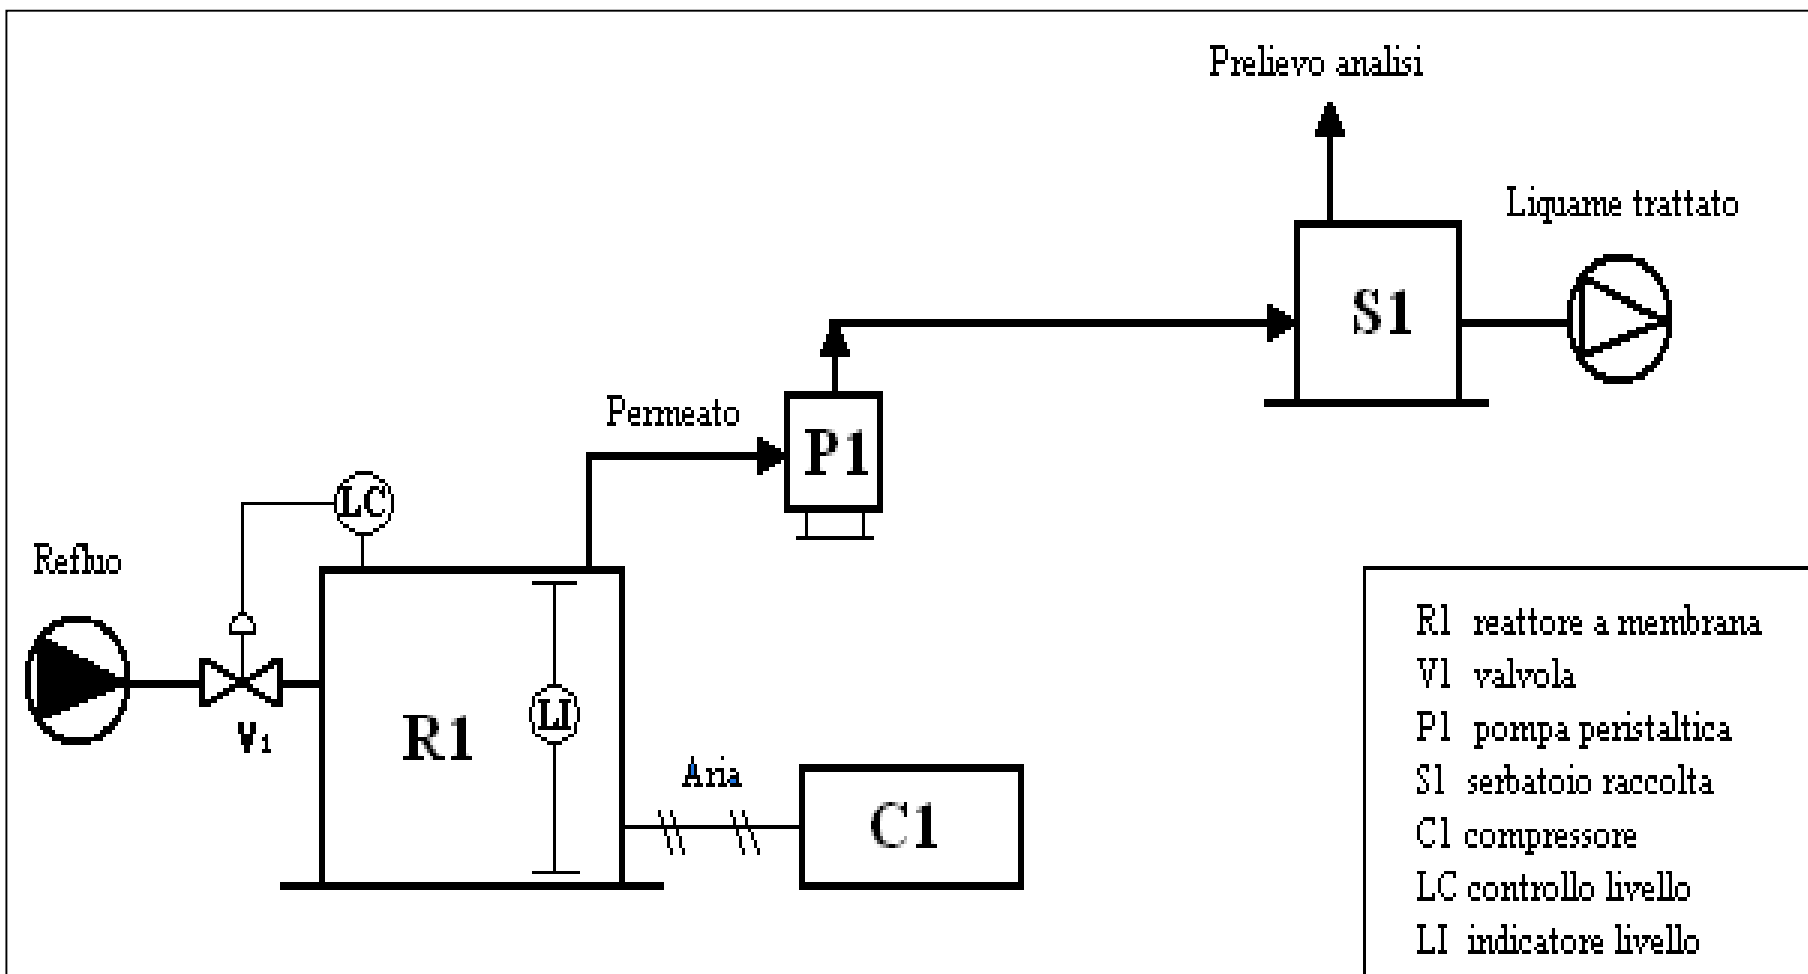 Prelievo analisi
Liquame trattato
S1
Permeato
P1
LC
Refluo
V1
R1
LI
Aria
C1
R1 reattore a membrana
V1 valvola
P1 pompa peristaltica
S1 serbatoio raccolta
C1 compressore
LC controllo livello
LI indicatore livello